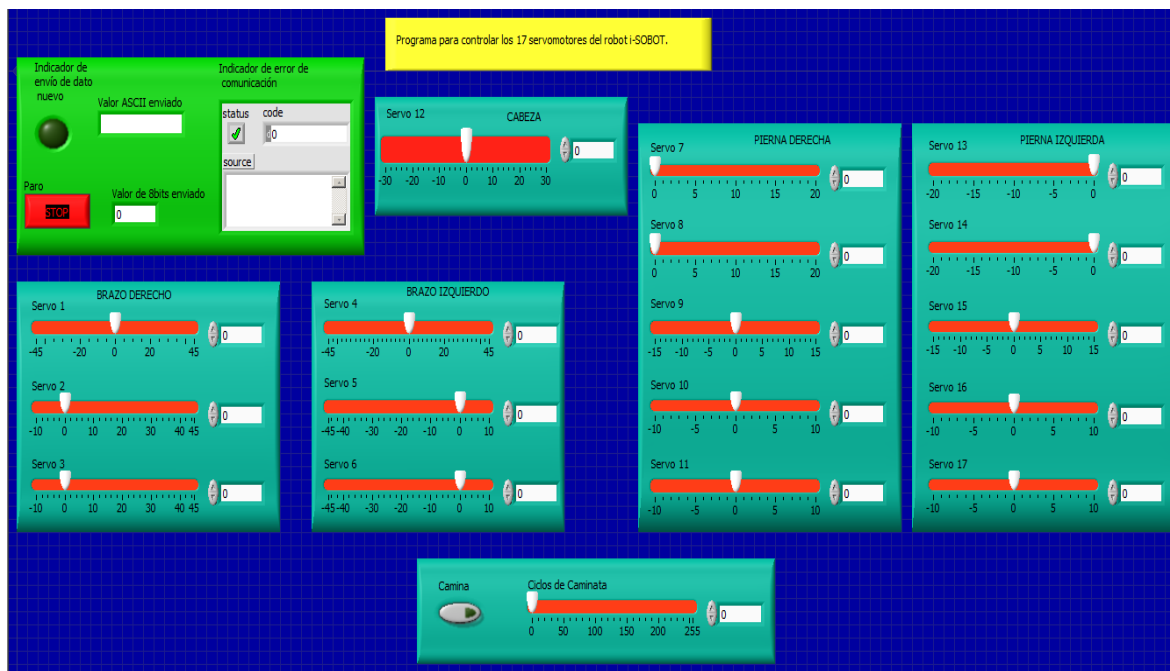 Programa para controlar los 17 servomotores del robot i-SOBOT.
Indicador de
envío de dato
nuevo
Valor ASCII enviado
Indicador de error de
comunicación
status
code
0
source
Paro
STOP
Valor de 8bits enviado
0
Servo 12
CABEZA
0
-30 -20 -10 0 10 20 30
BRAZO DERECHO
Servo 1
0
-45 -20 0 20 45
Servo 2
0
-10 0 10 20 30 40 45
Servo 3
0
-10 0 10 20 30 40 45
BRAZO IZQUIERDO
Servo 4
0
-45 -20 0 20 45
Servo 5
0
-45-40 -30 -20 -10 0 10
Servo 6
0
-45-40 -30 -20 -10 0 10
PIERNA DERECHA
Servo 7
0
0 5 10 15 20
Servo 8
0
0 5 10 15 20
Servo 9
0
-15 -10 -5 0 5 10 15
Servo 10
0
-10 -5 0 5 10
Servo 11
0
-10 -5 0 5 10
PIERNA IZQUIERDA
Servo 13
0
-20 -15 -10 -5 0
Servo 14
0
-20 -15 -10 -5 0
Servo 15
0
-15 -10 -5 0 5 10 15
Servo 16
0
-10 -5 0 5 10
Servo 17
0
-10 -5 0 5 10
Camina
Ciclos de Caminata
0
0 50 100 150 200 255